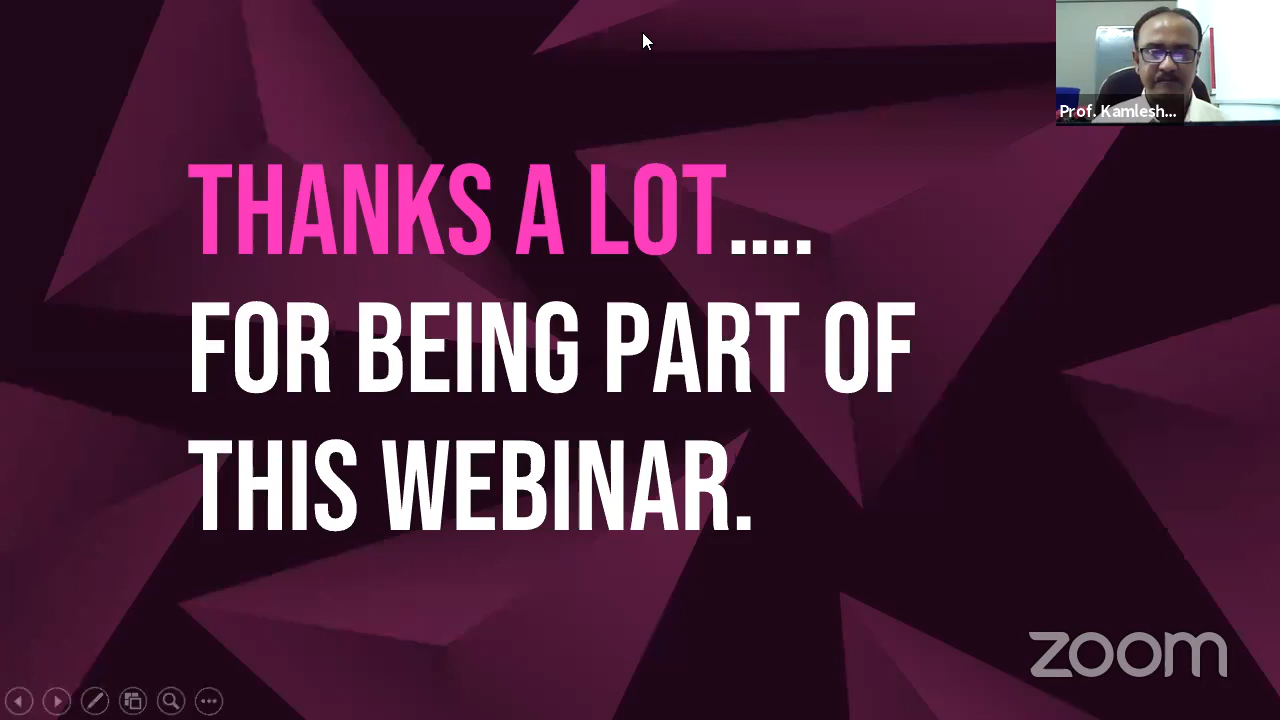 Prof. Kamlesh...
THANKS A LOT....
FOR BEING PART OF
THIS WEBINAR.
zoom